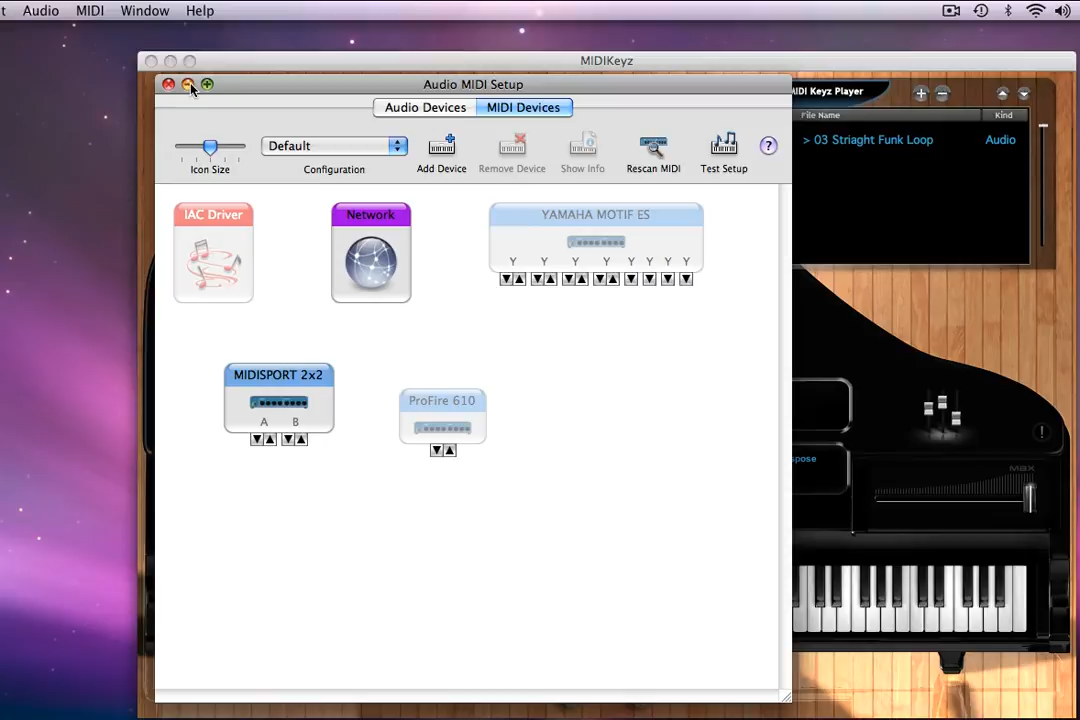 Audio MIDI Window Help
MIDIKeyz
Audio MIDI Setup
Audio Devices MIDI Devices
Default
Icon Size Configuration Add Device Remove Device Show Info Rescan MIDI Test Setup
?
MIDI Keyz Player
File Name Kind
> 03 Striaght Funk Loop Audio
IAC Driver
Network
YAMAHA MOTIF ES
Y Y Y Y Y Y Y Y
MIDISPORT 2x2
A B
ProFire 610
!
spose
MAX